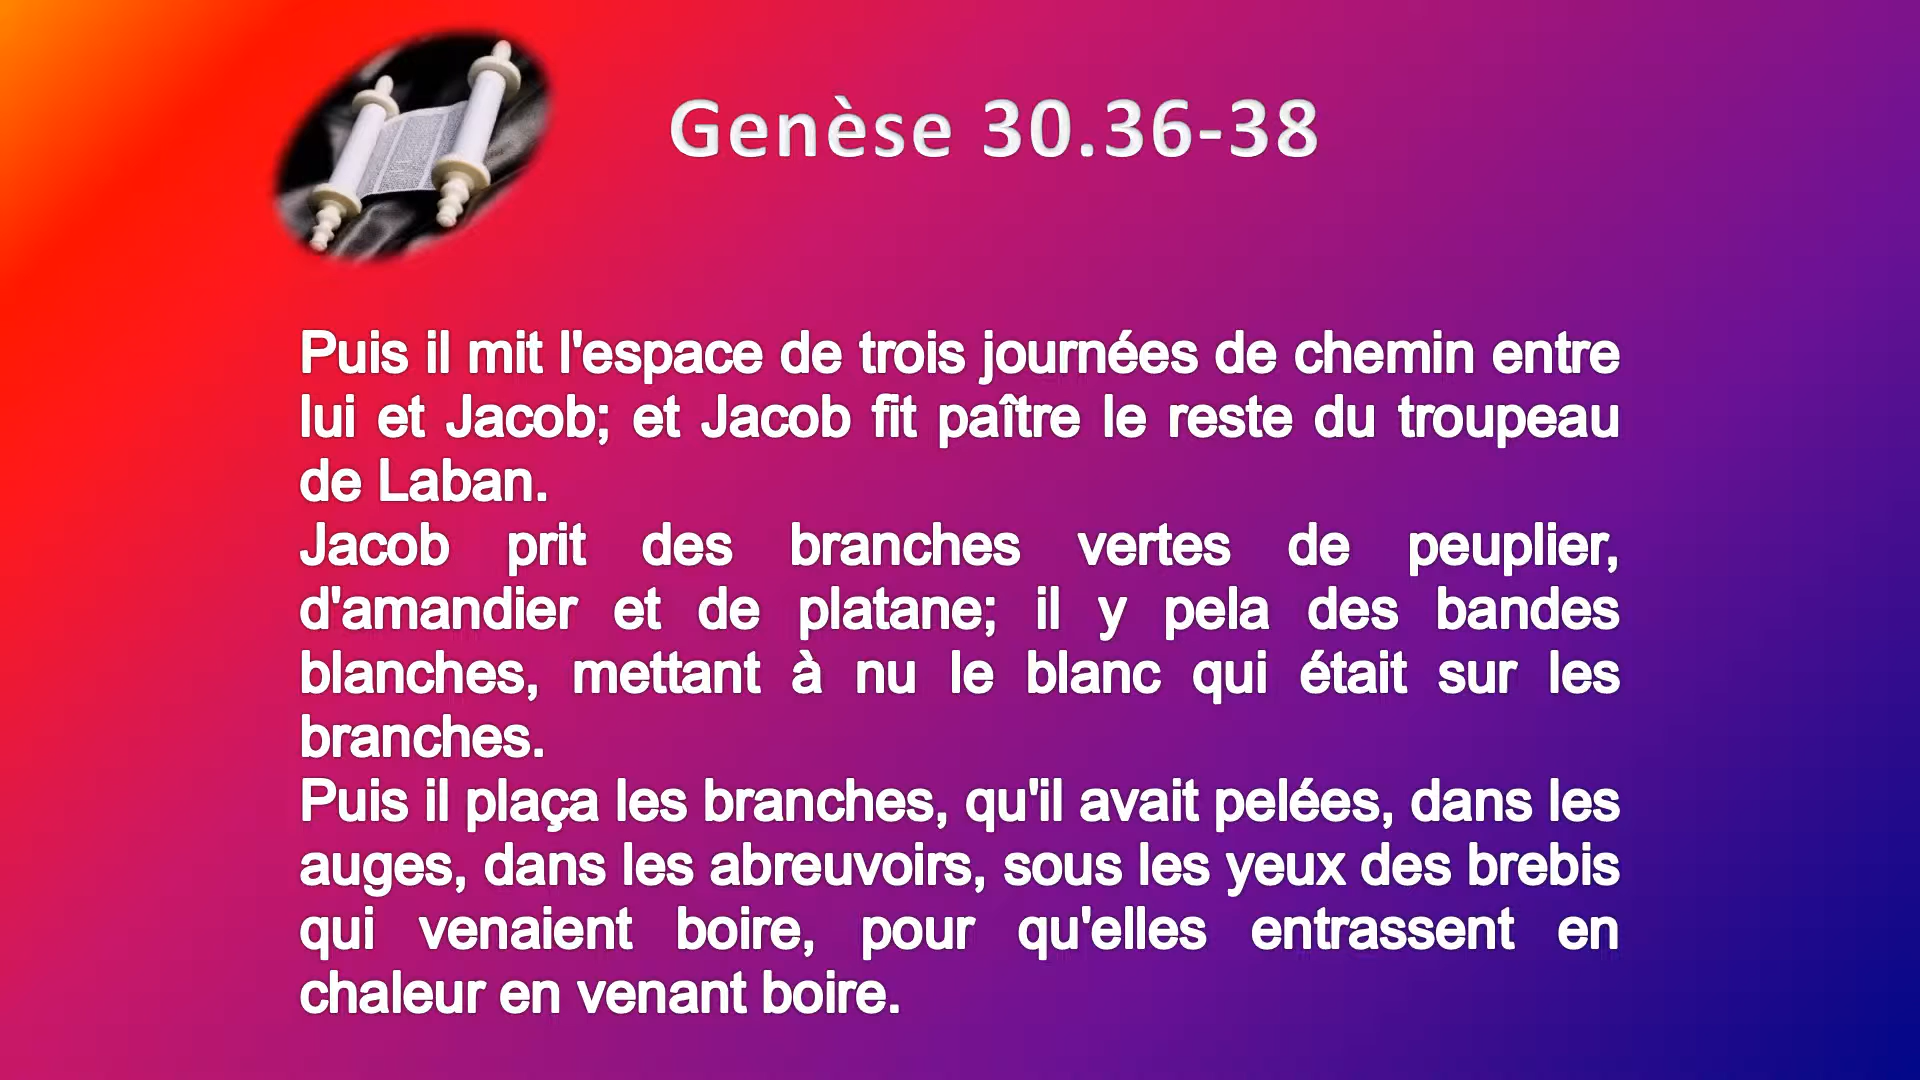 Genèse 30.36-38
Puis il mit l'espace de trois journées de chemin entre
lui et Jacob; et Jacob fit paître le reste du troupeau
de Laban.
Jacob prit des branches vertes de peuplier,
d'amandier et de platane; il y pela des bandes
blanches, mettant à nu le blanc qui était sur les
branches.
Puis il plaça les branches, qu'il avait pelées, dans les
auges, dans les abreuvoirs, sous les yeux des brebis
qui venaient boire, pour qu'elles entrassent en
chaleur en venant boire.